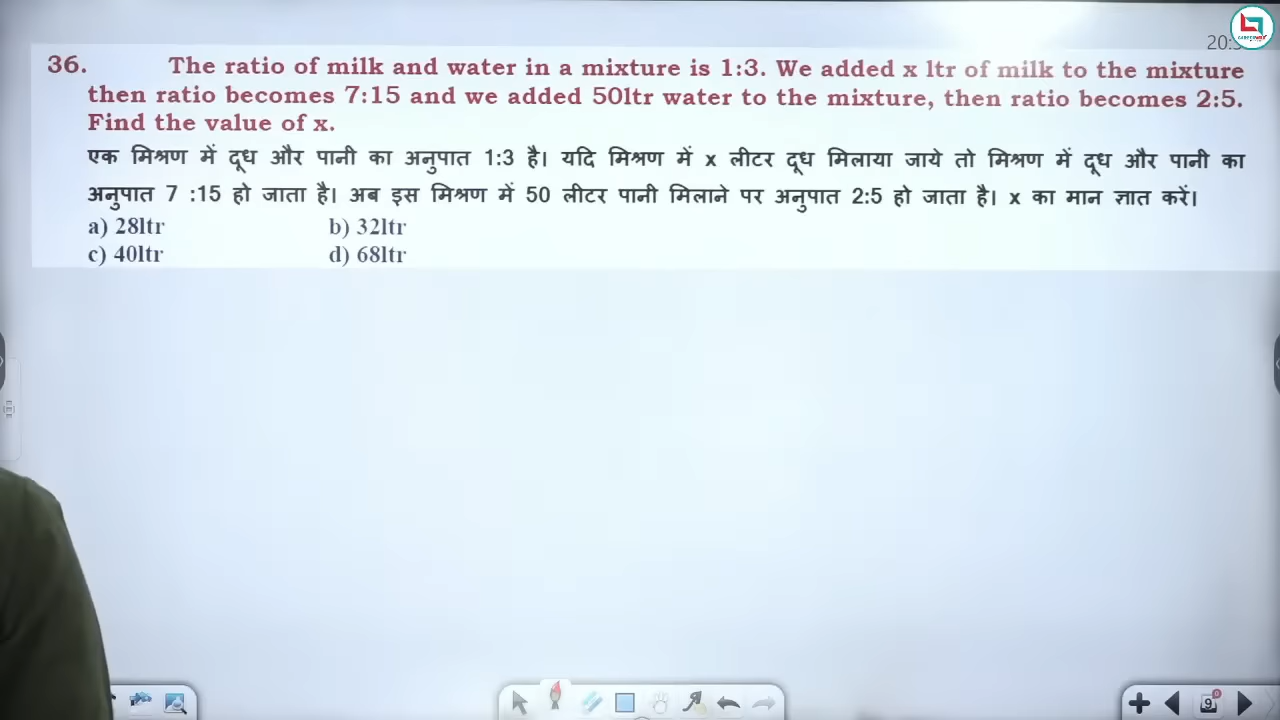 20:
36. The ratio of milk and water in a mixture is 1:3. We added x ltr of milk to the mixture
then ratio becomes 7:15 and we added 50ltr water to the mixture, then ratio becomes 2:5.
Find the value of x.
एक मिश्रण में दूध और पानी का अनुपात 1:3 है। यदि मिश्रण में x लीटर दूध मिलाया जाये तो मिश्रण में दूध और पानी का
अनुपात 7 :15 हो जाता है। अब इस मिश्रण में 50 लीटर पानी मिलाने पर अनुपात 2:5 हो जाता है। x का मान ज्ञात करें।
a) 28ltr b) 32ltr
c) 40ltr d) 68ltr
9